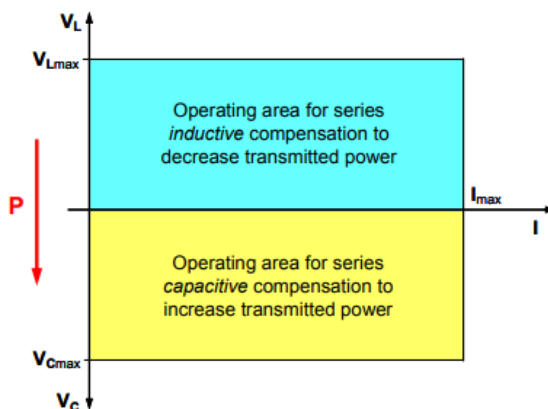 VL
VLmax
Operating area for series
inductive compensation to
decrease transmitted power
P
Imax
I
Operating area for series
capacitive compensation to
increase transmitted power
VCmax
VC